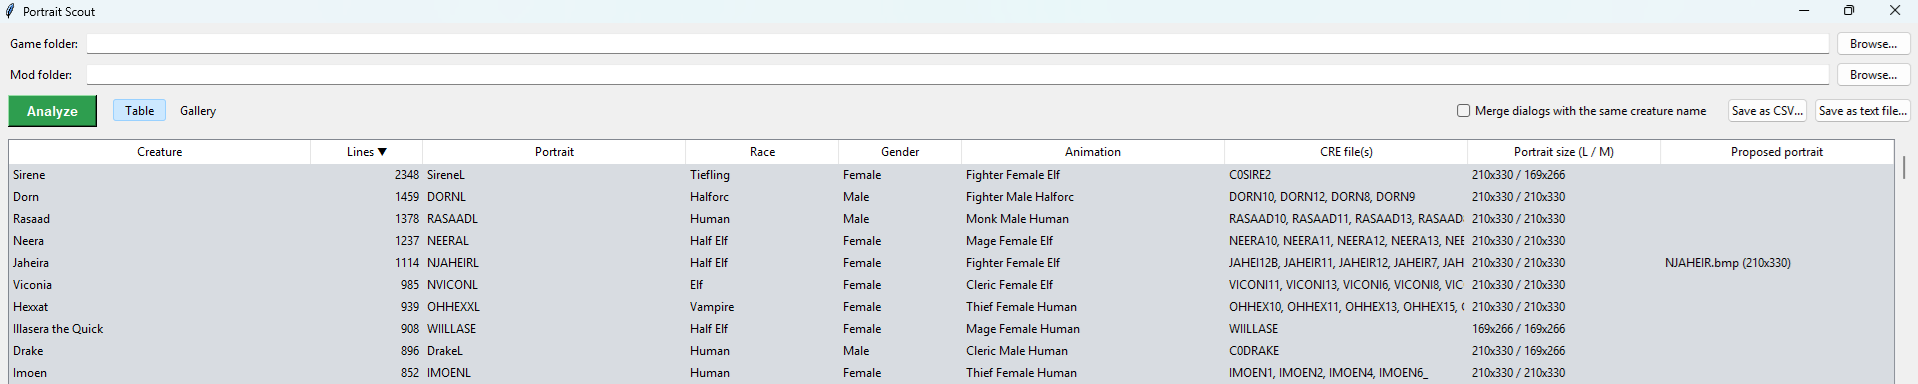 Portrait Scout
Game folder: Browse...
Mod folder: Browse...
Analyze Table Gallery Merge dialogs with the same creature name Save as CSV... Save as text file...
Creature Lines ▼ Portrait Race Gender Animation CRE file(s) Portrait size (L / M) Proposed portrait
Sirene 2348 SireneL Tiefling Female Fighter Female Elf C0SIRE2 210x330 / 169x266
Dorn 1459 DORNL Halforc Male Fighter Male Halforc DORN10, DORN12, DORN8, DORN9 210x330 / 210x330
Rasaad 1378 RASAADL Human Male Monk Male Human RASAAD10, RASAAD11, RASAAD13, RASAAD 210x330 / 210x330
Neera 1237 NEERAL Half Elf Female Mage Female Elf NEERA10, NEERA11, NEERA12, NEERA13, NEE 210x330 / 210x330
Jaheira 1114 NJAHEIRL Half Elf Female Fighter Female Elf JAHEI12B, JAHEIR11, JAHEIR12, JAHEIR7, JAH 210x330 / 210x330 NJAHEIR.bmp (210x330)
Viconia 985 NVICONL Elf Female Cleric Female Elf VICONI11, VICONI13, VICONI6, VICONI8, VIC 210x330 / 210x330
Hexxat 939 OHHEXXL Vampire Female Thief Female Human OHHEX10, OHHEX11, OHHEX13, OHHEX15, 210x330 / 210x330
Illasera the Quick 908 WIILLASE Half Elf Female Mage Female Human WIILLASE 169x266 / 169x266
Drake 896 DrakeL Human Male Cleric Male Human C0DRAKE 210x330 / 169x266
Imoen 852 IMOENL Human Female Thief Female Human IMOEN1, IMOEN2, IMOEN4, IMOEN6_ 210x330 / 210x330